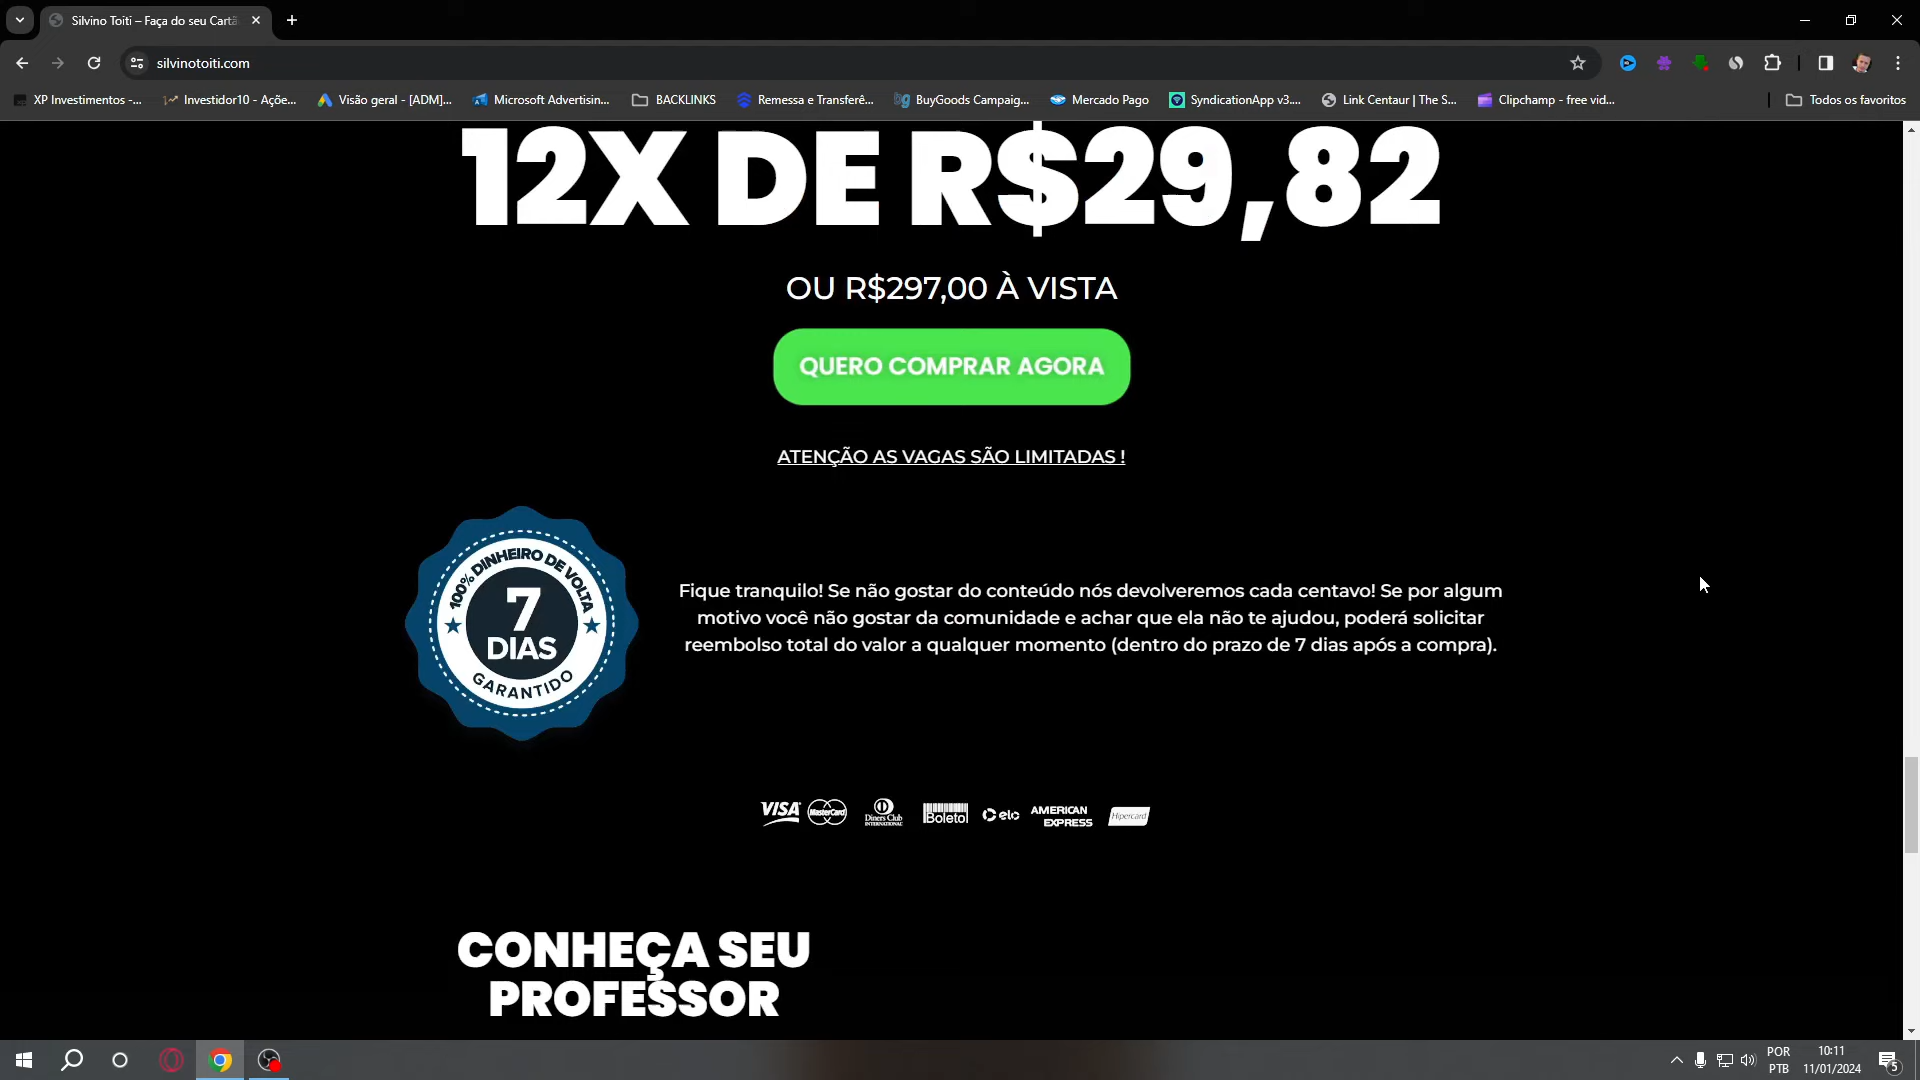 Silvino Toiti – Faça do seu Cartã
silvinotoiti.com
XP Investimentos -...
Investidor10 - Açõe...
Visão geral - [ADM]...
Microsoft Advertisin...
BACKLINKS
Remessa e Transferê...
BuyGoods Campaig...
Mercado Pago
SyndicationApp v3....
Link Centaur | The S...
Clipchamp - free vid...
Todos os favoritos
12X DE R$29,82
OU R$297,00 À VISTA
QUERO COMPRAR AGORA
ATENÇÃO AS VAGAS SÃO LIMITADAS !
100% DINHEIRO DE VOLTA
7
DIAS
GARANTIDO
Fique tranquilo! Se não gostar do conteúdo nós devolveremos cada centavo! Se por algum
motivo você não gostar da comunidade e achar que ela não te ajudou, poderá solicitar
reembolso total do valor a qualquer momento (dentro do prazo de 7 dias após a compra).
VISA
MasterCard
Diners Club
INTERNATIONAL
Boleto
elo
AMERICAN
EXPRESS
Hipercard
CONHEÇA SEU
PROFESSOR
POR
PTB
10:11
11/01/2024
5